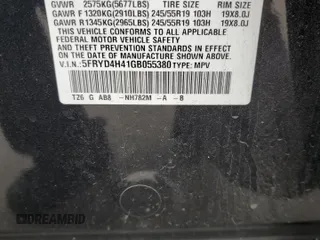 GVWR 2575KG(5677LBS) TIRE SIZE RIM SIZE
GAWR F 1320KG(2910LBS) 245/55R19 103H 19X8.0J
GAWR R 1345KG(2965LBS) 245/55R19 103H 19X8.0J
THIS VEHICLE CONFORMS TO ALL APPLICABLE FEDERAL MOTOR
VEHICLE SAFETY AND THEFT PREVENTION STANDARDS IN EFFECT
ON THE DATE OF MANUFACTURE SHOWN ABOVE.
V.I.N.: 5FRYD4H41GB055380 TYPE: MPV
TZ6 G AB8 -NH782M - A - B
DREAMBID